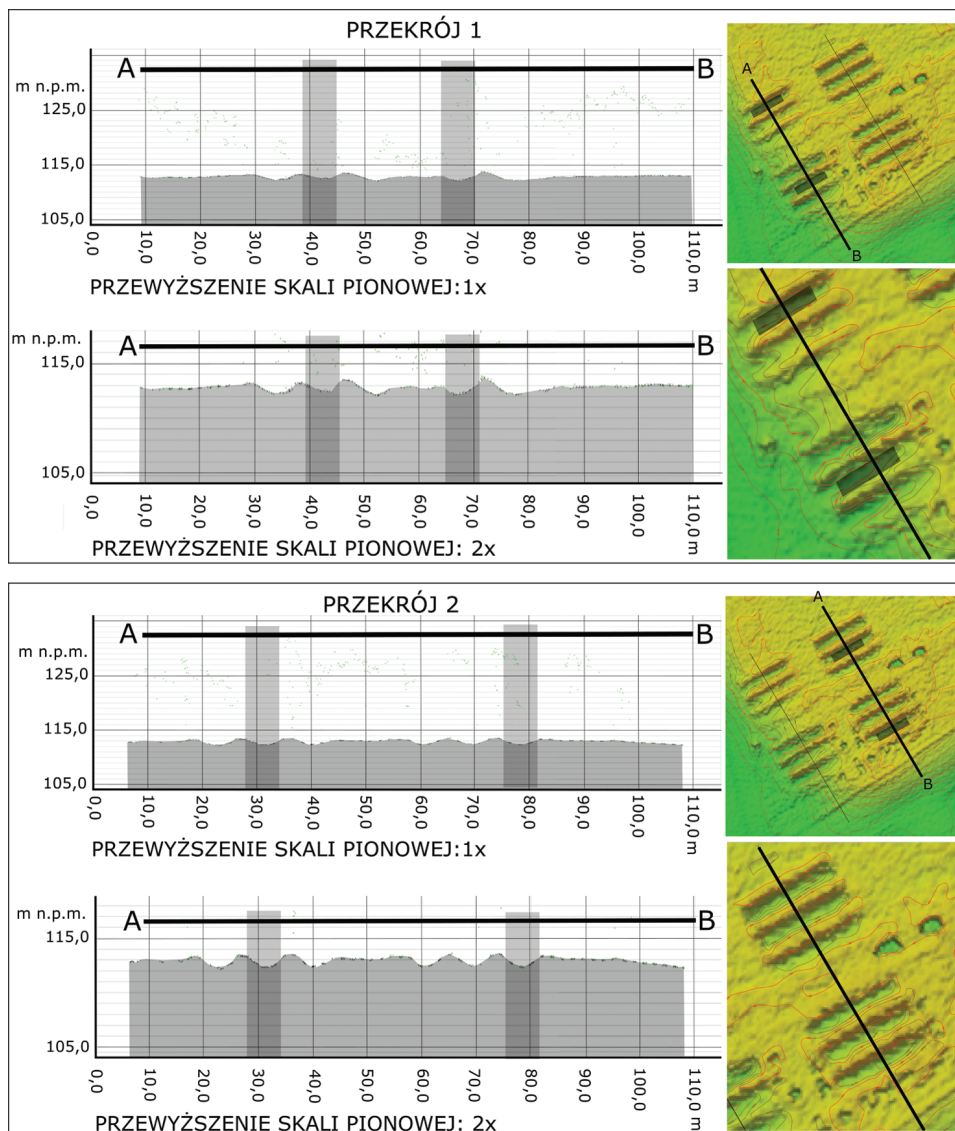 PRZEKRÓJ 1
A B
m n.p.m.
125,0
115,0
105,0
0,0 10,0 20,0 30,0 40,0 50,0 60,0 70,0 80,0 90,0 100,0 110,0 m
PRZEWYŻSZENIE SKALI PIONOWEJ:1x
m n.p.m.
A B
115,0
105,0
0,0 10,0 20,0 30,0 40,0 50,0 60,0 70,0 80,0 90,0 100,0 110,0 m
PRZEWYŻSZENIE SKALI PIONOWEJ: 2x
A
B
PRZEKRÓJ 2
A B
m n.p.m.
125,0
115,0
105,0
0,0 10,0 20,0 30,0 40,0 50,0 60,0 70,0 80,0 90,0 100,0 110,0 m
PRZEWYŻSZENIE SKALI PIONOWEJ:1x
m n.p.m.
A B
115,0
105,0
0,0 10,0 20,0 30,0 40,0 50,0 60,0 70,0 80,0 90,0 100,0 110,0 m
PRZEWYŻSZENIE SKALI PIONOWEJ: 2x
A
B